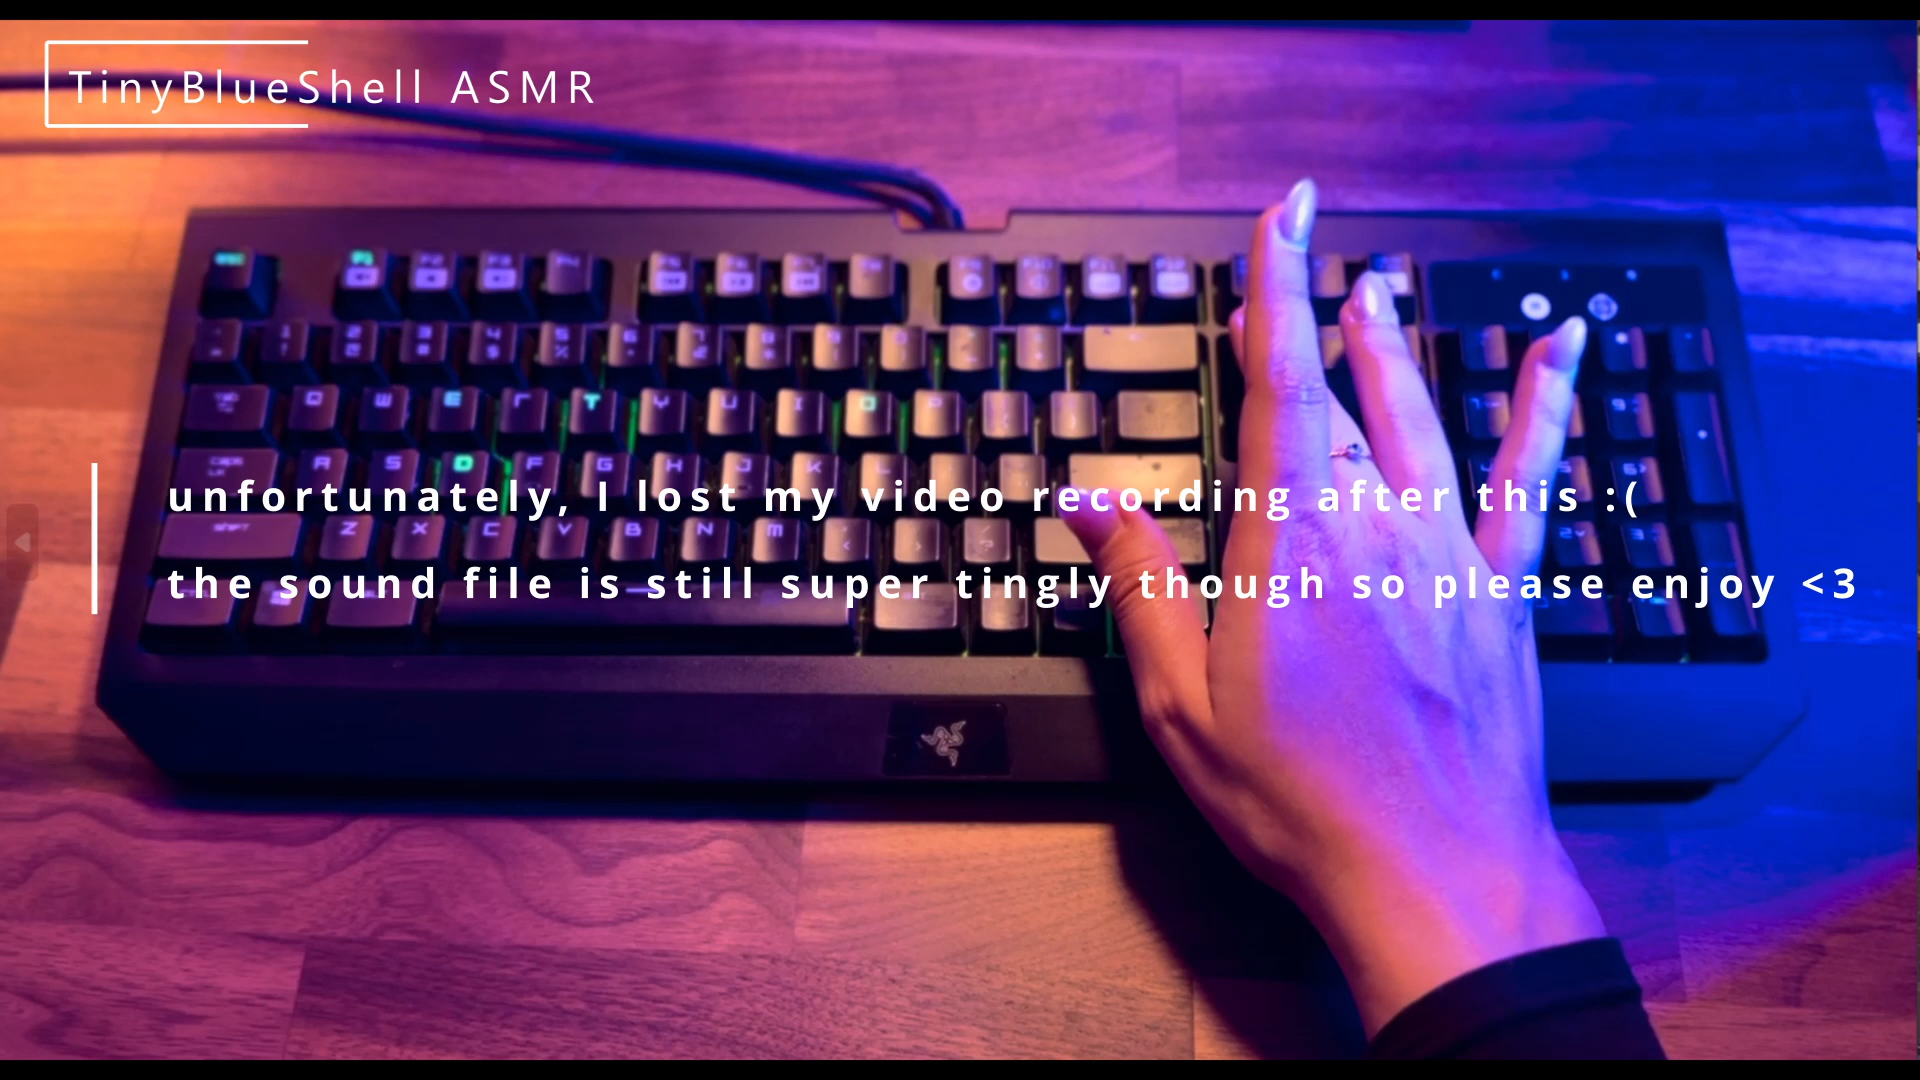 TinyBlueShell ASMR
unfortunately, I lost my video recording after this :(
the sound file is still super tingly though so please enjoy <3
Q W E r T Y U I O P
A S D F G H J K L
SHIFT Z X C V B N M